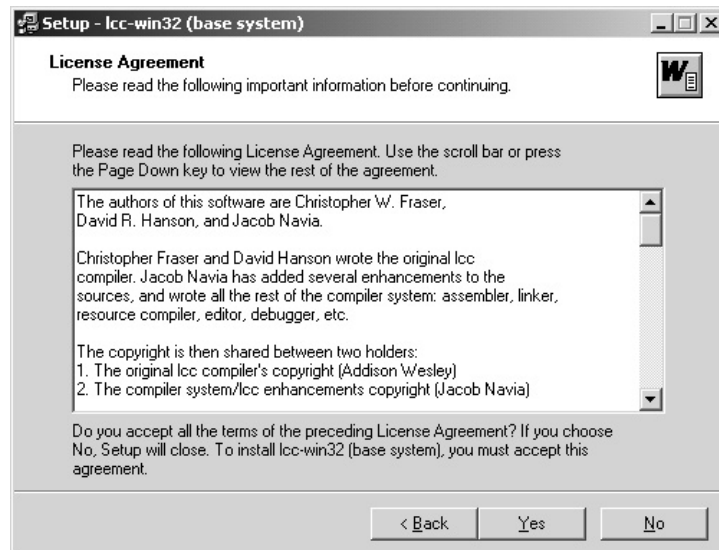 Setup - lcc-win32 (base system)
License Agreement
Please read the following important information before continuing.
W
Please read the following License Agreement. Use the scroll bar or press
the Page Down key to view the rest of the agreement.
The authors of this software are Christopher W. Fraser,
David R. Hanson, and Jacob Navia.
Christopher Fraser and David Hanson wrote the original lcc
compiler. Jacob Navia has added several enhancements to the
sources, and wrote all the rest of the compiler system: assembler, linker,
resource compiler, editor, debugger, etc.
The copyright is then shared between two holders:
1. The original lcc compiler's copyright (Addison Wesley)
2. The compiler system/lcc enhancements copyright (Jacob Navia)
Do you accept all the terms of the preceding License Agreement? If you choose
No, Setup will close. To install lcc-win32 (base system), you must accept this
agreement.
< Back Yes No